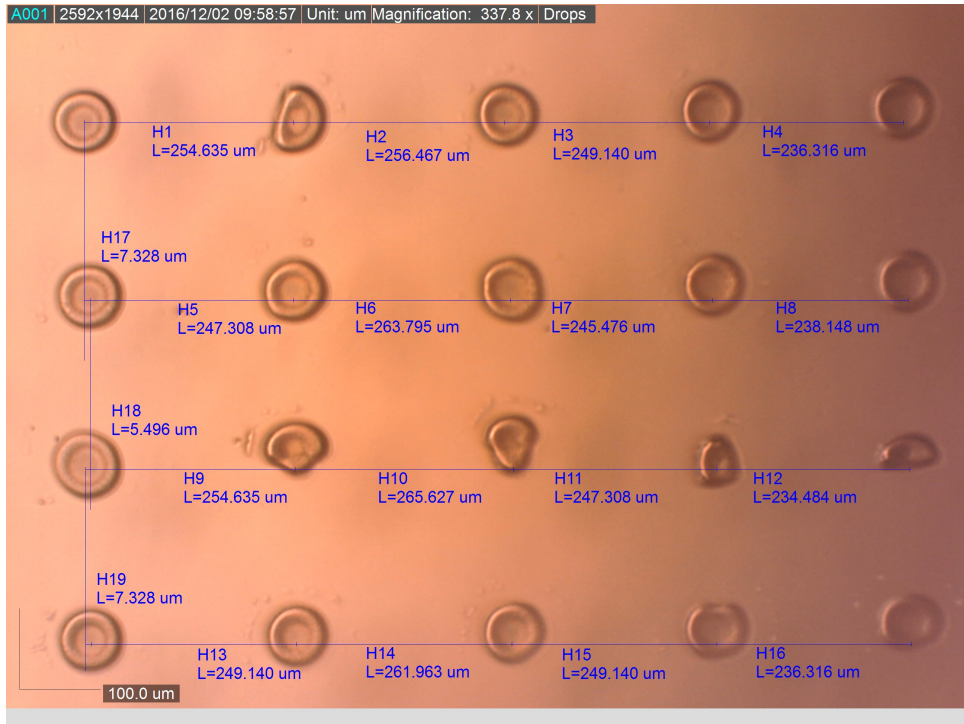 A001 2592x1944 2016/12/02 09:58:57 Unit: um Magnification: 337.8 x Drops
H1
L=254.635 um
H2
L=256.467 um
H3
L=249.140 um
H4
L=236.316 um
H17
L=7.328 um
H5
L=247.308 um
H6
L=263.795 um
H7
L=245.476 um
H8
L=238.148 um
H18
L=5.496 um
H9
L=254.635 um
H10
L=265.627 um
H11
L=247.308 um
H12
L=234.484 um
H19
L=7.328 um
H13
L=249.140 um
H14
L=261.963 um
H15
L=249.140 um
H16
L=236.316 um
100.0 um